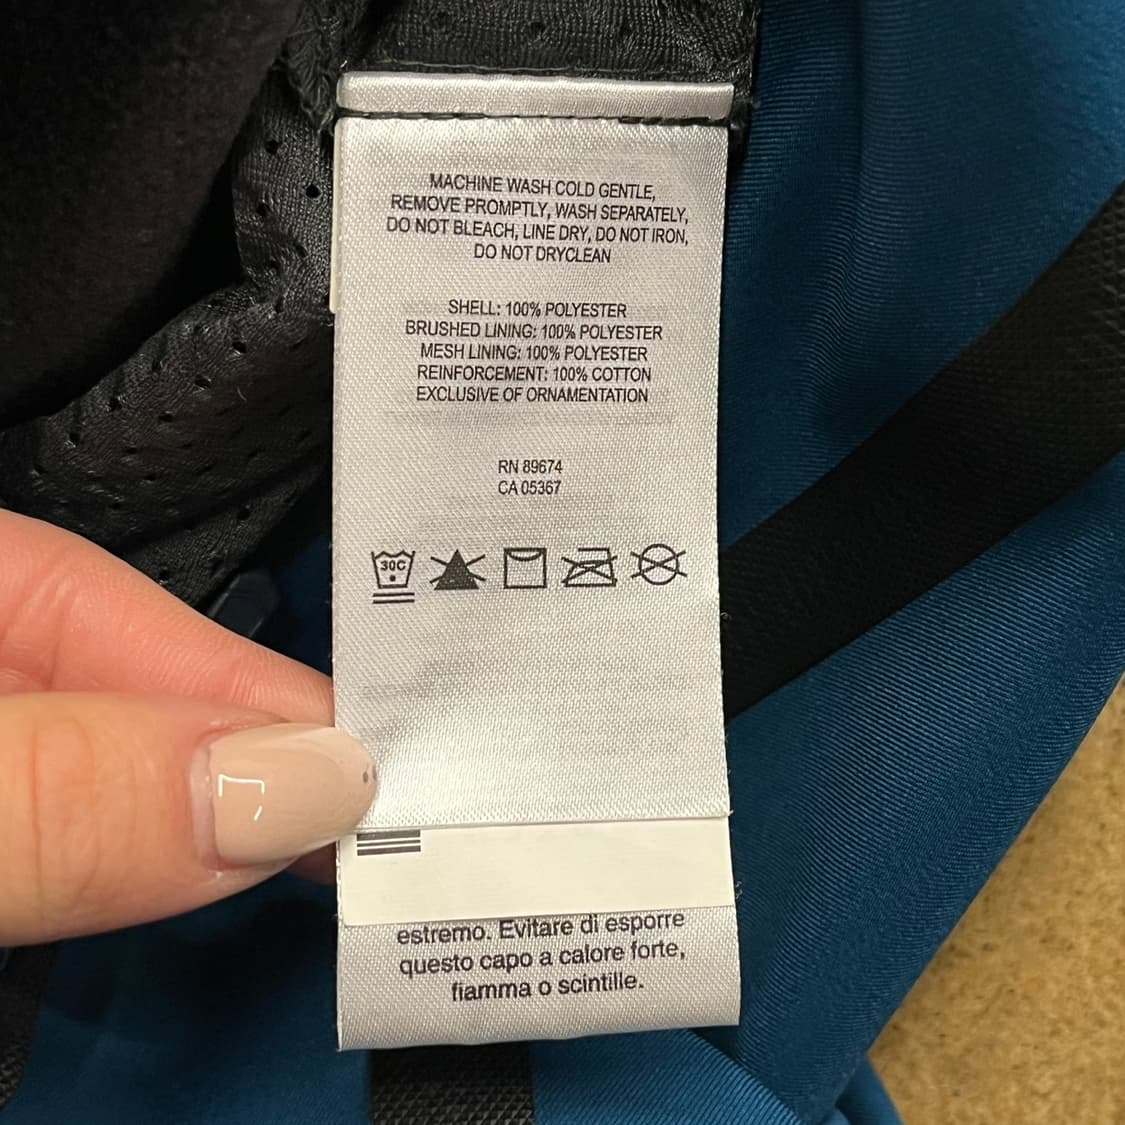 MACHINE WASH COLD GENTLE,
REMOVE PROMPTLY, WASH SEPARATELY,
DO NOT BLEACH, LINE DRY, DO NOT IRON,
DO NOT DRYCLEAN
SHELL: 100% POLYESTER
BRUSHED LINING: 100% POLYESTER
MESH LINING: 100% POLYESTER
REINFORCEMENT: 100% COTTON
EXCLUSIVE OF ORNAMENTATION
RN 89674
CA 05367
30C
estremo. Evitare di esporre
questo capo a calore forte,
fiamma o scintille.